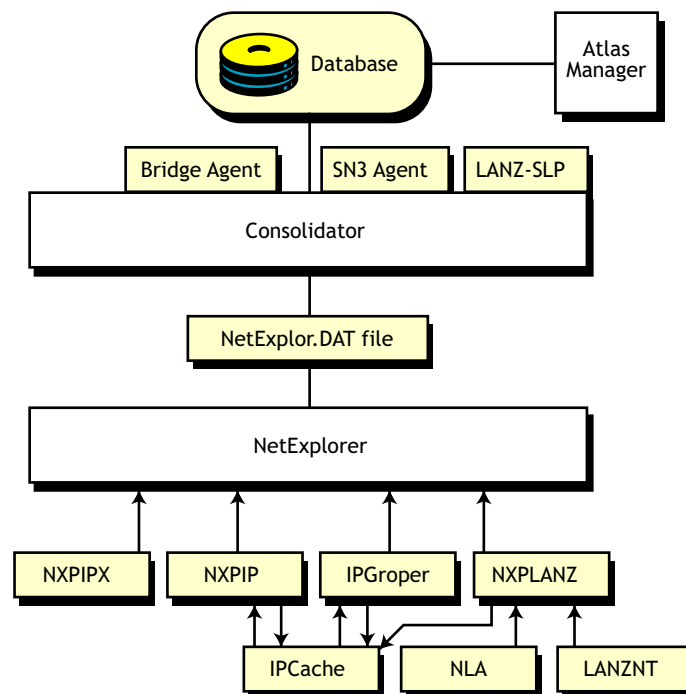 Database
Atlas
Manager
Bridge Agent
SN3 Agent
LANZ-SLP
Consolidator
NetExplor.DAT file
NetExplorer
NXPIPX
NXPIP
IPGroper
NXPLANZ
IPCache
NLA
LANZNT